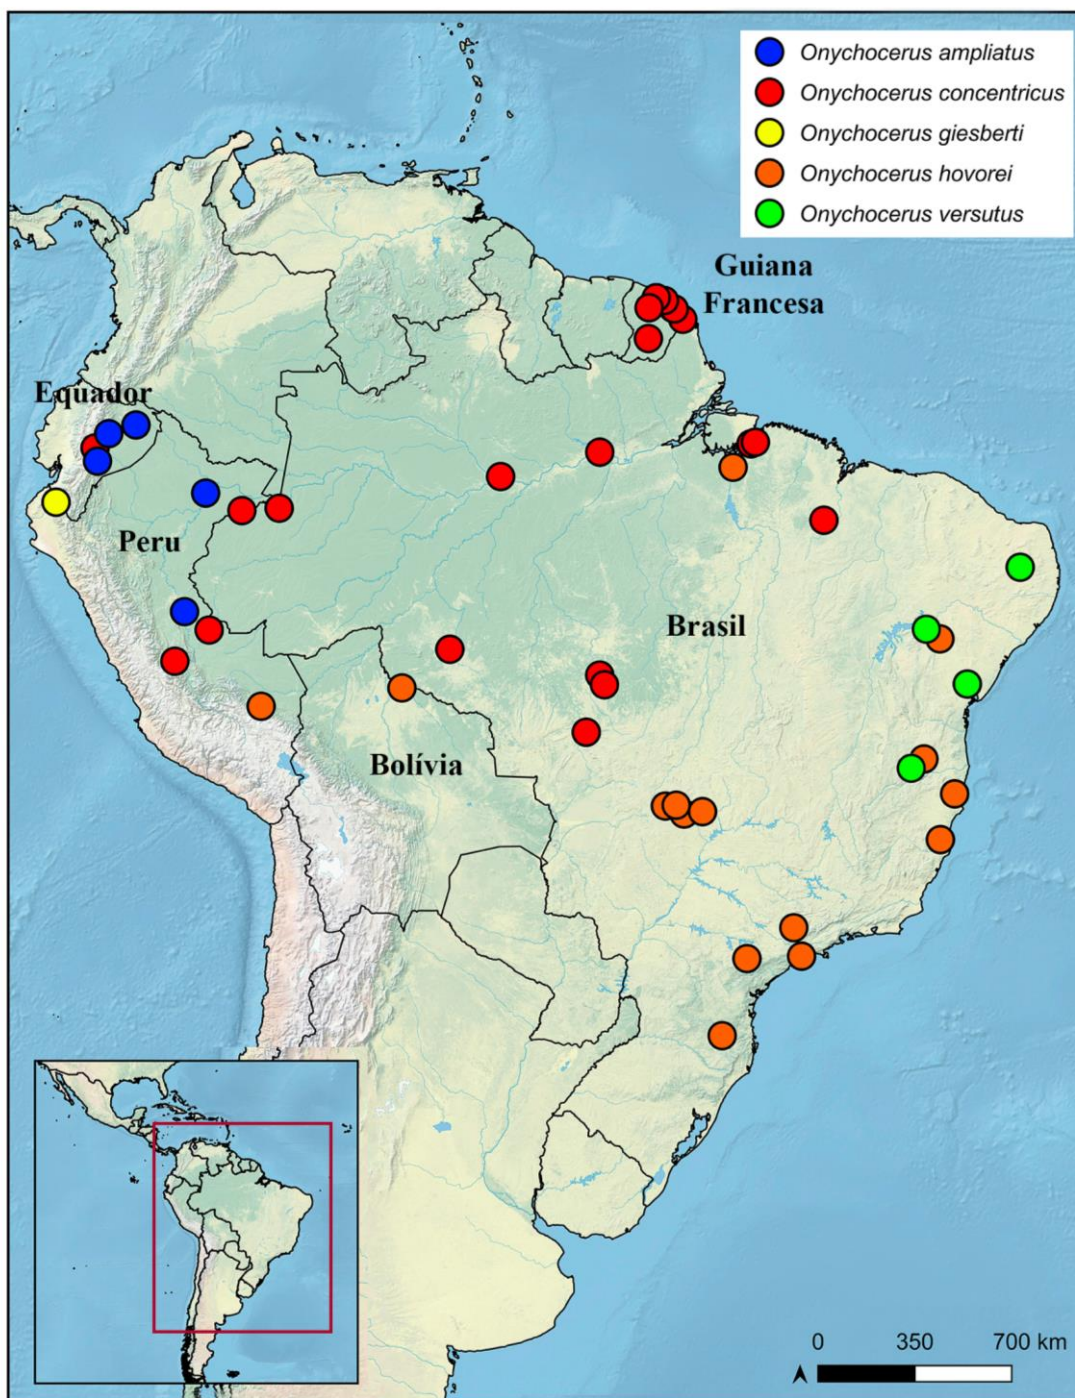 Onychocerus ampliatus
Onychocerus concentricus
Onychocerus giesberti
Onychocerus hovorei
Onychocerus versutus
Guiana
Francesa
Equador
Peru
Brasil
Bolívia
0 350 700 km